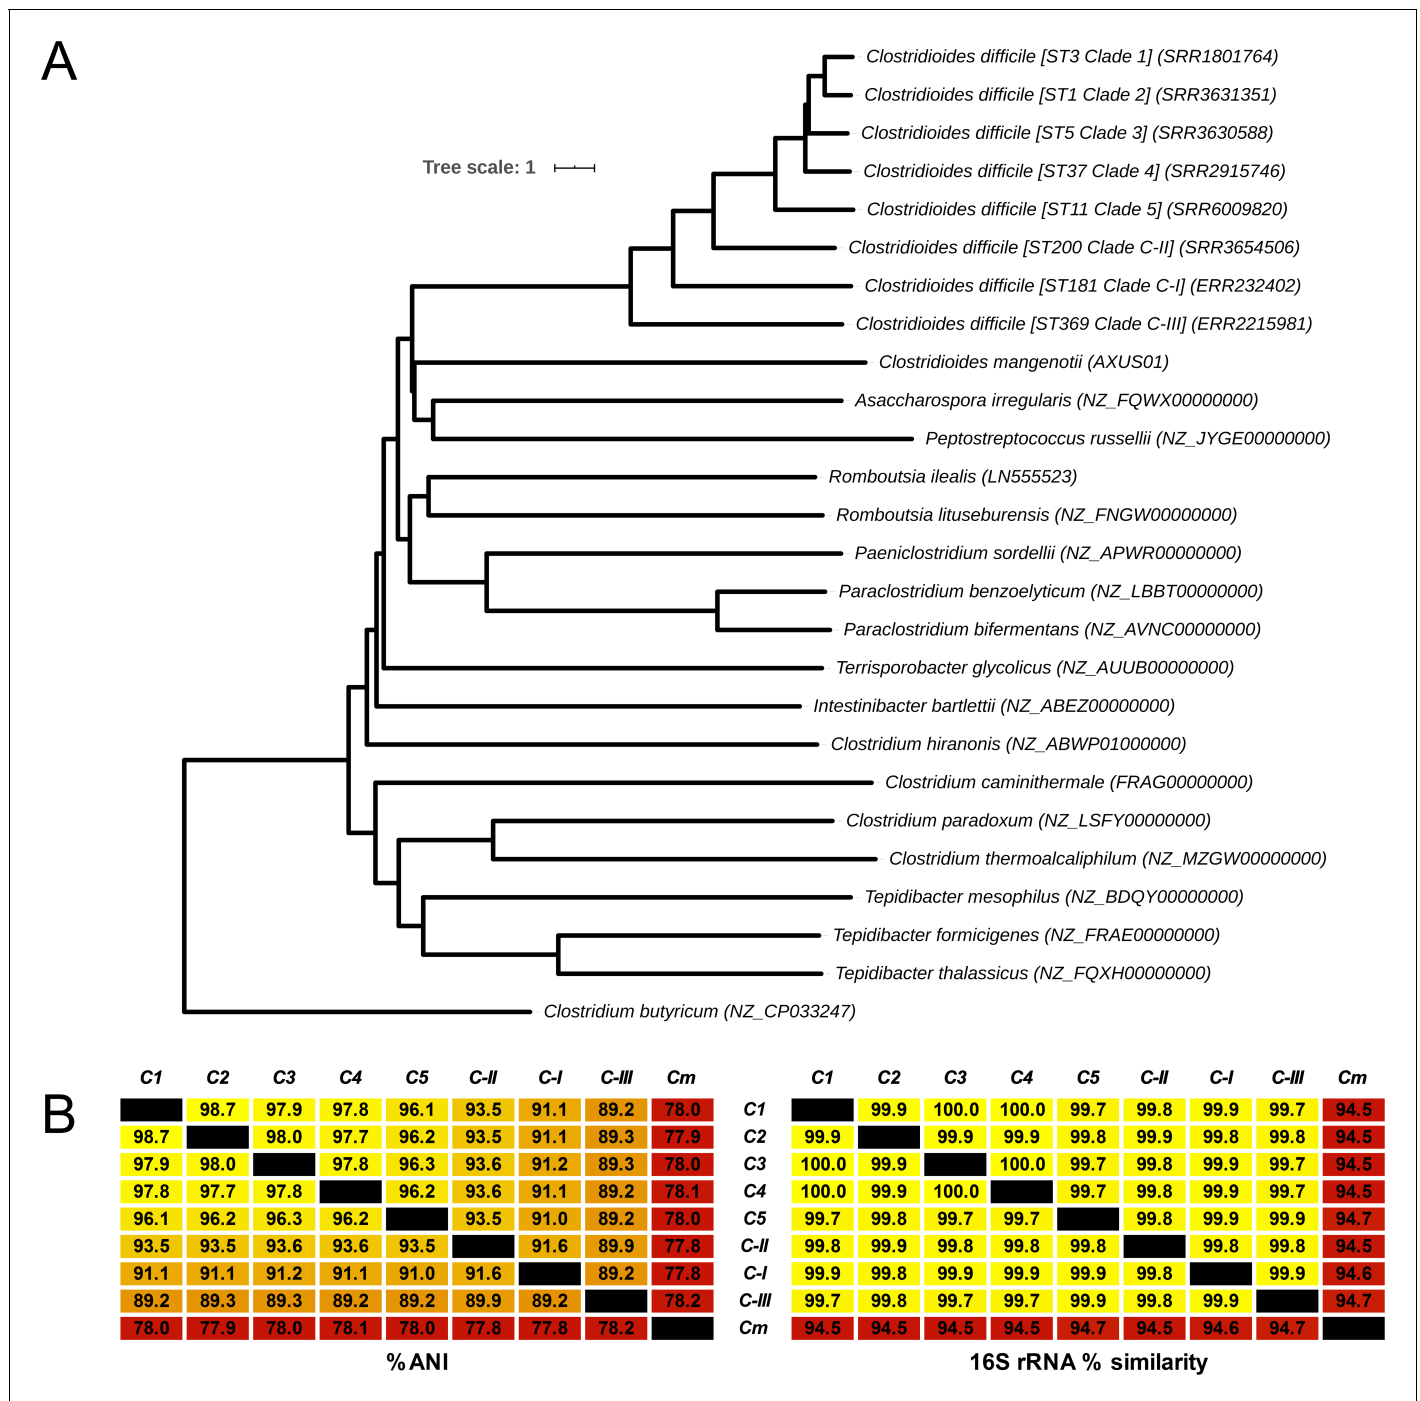 A
Clostridioides difficile [ST3 Clade 1] (SRR1801764)
Clostridioides difficile [ST1 Clade 2] (SRR3631351)
Clostridioides difficile [ST5 Clade 3] (SRR3630588)
Tree scale: 1
Clostridioides difficile [ST37 Clade 4] (SRR2915746)
Clostridioides difficile [ST11 Clade 5] (SRR6009820)
Clostridioides difficile [ST200 Clade C-II] (SRR3654506)
Clostridioides difficile [ST181 Clade C-I] (ERR232402)
Clostridioides difficile [ST369 Clade C-III] (ERR2215981)
Clostridioides mangenotii (AXUS01)
Asaccharospora irregularis (NZ_FQWX00000000)
Peptostreptococcus russellii (NZ_JYGE00000000)
Romboutsia ilealis (LN555523)
Romboutsia lituseburensis (NZ_FNGW00000000)
Paeniclostridium sordellii (NZ_APWR00000000)
Paraclostridium benzoelyticum (NZ_LBBT00000000)
Paraclostridium bifermentans (NZ_AVNC00000000)
Terrisporobacter glycolicus (NZ_AUUB00000000)
Intestinibacter bartlettii (NZ_ABEZ00000000)
Clostridium hiranonis (NZ_ABWP01000000)
Clostridium caminithermale (FRAG00000000)
Clostridium paradoxum (NZ_LSFY00000000)
Clostridium thermoalcaliphilum (NZ_MZGW00000000)
Tepidibacter mesophilus (NZ_BDQY00000000)
Tepidibacter formicigenes (NZ_FRAE00000000)
Tepidibacter thalassicus (NZ_FQXH00000000)
Clostridium butyricum (NZ_CP033247)
B
C1 C2 C3 C4 C5 C-II C-I C-III Cm
98.7 97.9 97.8 96.1 93.5 91.1 89.2 78.0
98.7 98.0 97.7 96.2 93.5 91.1 89.3 77.9
97.9 98.0 97.8 96.3 93.6 91.2 89.3 78.0
97.8 97.7 97.8 96.2 93.6 91.1 89.2 78.1
96.1 96.2 96.3 96.2 93.5 91.0 89.2 78.0
93.5 93.5 93.6 93.6 93.5 91.6 89.9 77.8
91.1 91.1 91.2 91.1 91.0 91.6 89.2 77.8
89.2 89.3 89.3 89.2 89.2 89.9 89.2 78.2
78.0 77.9 78.0 78.1 78.0 77.8 77.8 78.2
% ANI
C1 C2 C3 C4 C5 C-II C-I C-III Cm
C1 99.9 100.0 100.0 99.7 99.8 99.9 99.7 94.5
C2 99.9 99.9 99.9 99.8 99.9 99.8 99.8 94.5
C3 100.0 99.9 100.0 99.7 99.8 99.9 99.7 94.5
C4 100.0 99.9 100.0 99.7 99.8 99.9 99.7 94.5
C5 99.7 99.8 99.7 99.7 99.8 99.9 99.9 94.7
C-II 99.8 99.9 99.8 99.8 99.8 99.8 99.8 94.5
C-I 99.9 99.8 99.9 99.9 99.9 99.8 99.9 94.6
C-III 99.7 99.8 99.7 99.7 99.9 99.8 99.9 94.7
Cm 94.5 94.5 94.5 94.5 94.7 94.5 94.6 94.7
16S rRNA % similarity